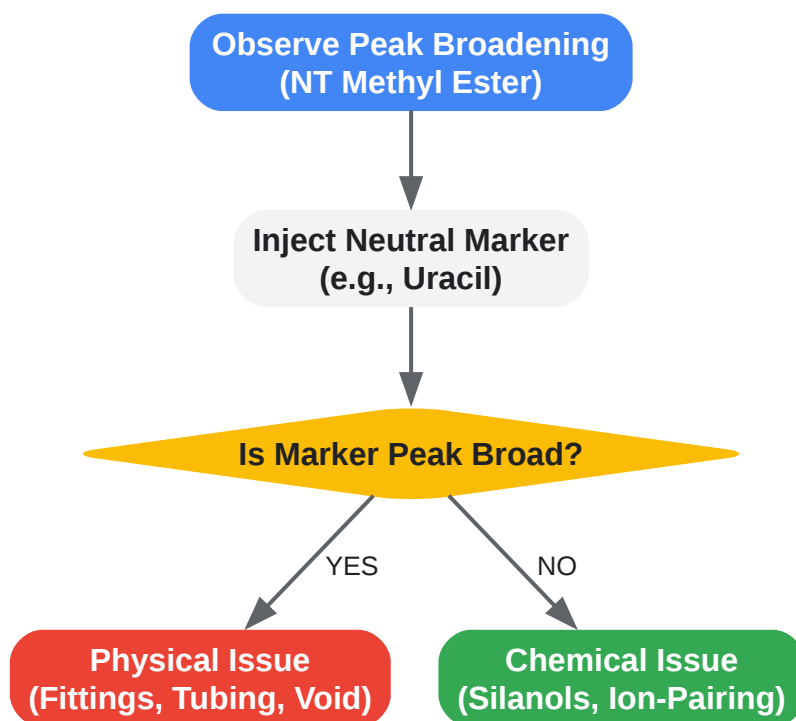 Observe Peak Broadening
(NT Methyl Ester)
Inject Neutral Marker
(e.g., Uracil)
Is Marker Peak Broad?
YES
NO
Physical Issue
(Fittings, Tubing, Void)
Chemical Issue
(Silanols, Ion-Pairing)